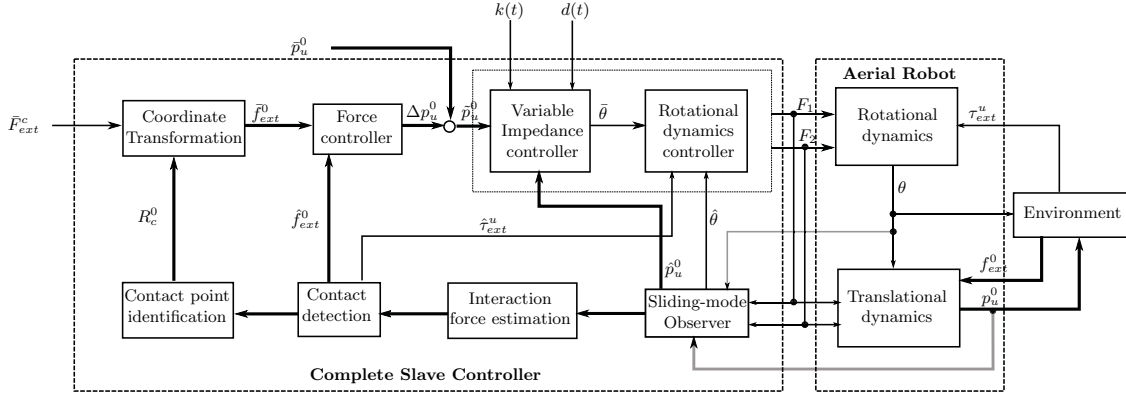 k(t)
d(t)
p̄_u^0
Aerial Robot
F̄_ext^c
Coordinate
Transformation
f̄_ext^0
Force
controller
Δp_u^0
p̃_u^0
Variable
Impedance
controller
θ̄
Rotational
dynamics
controller
F_1
F_2
Rotational
dynamics
τ_ext^u
R_c^0
f̂_ext^0
τ̂_ext^u
θ̂
θ
Environment
p̂_u^0
f_ext^0
p_u^0
Contact point
identification
Contact
detection
Interaction
force estimation
Sliding-mode
Observer
Translational
dynamics
Complete Slave Controller